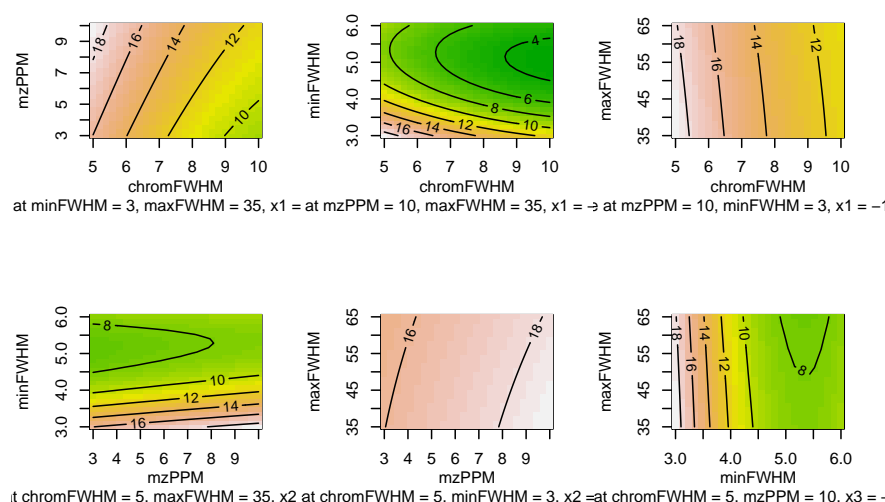 mzPPM
3 5 7 9
18 16 14 12 10
5 6 7 8 9 10
chromFWHM
at minFWHM = 3, maxFWHM = 35, x1 =
minFWHM
3.0 4.0 5.0 6.0
4 6 8 10 12 14 16
5 6 7 8 9 10
chromFWHM
at mzPPM = 10, maxFWHM = 35, x1 = −
maxFWHM
35 45 55 65
18 16 14 12
5 6 7 8 9 10
chromFWHM
at mzPPM = 10, minFWHM = 3, x1 = −1
minFWHM
3.0 4.0 5.0 6.0
8 10 12 14 16
3 4 5 6 7 8 9
mzPPM
at chromFWHM = 5, maxFWHM = 35, x2
maxFWHM
35 45 55 65
16 18
3 4 5 6 7 8 9
mzPPM
at chromFWHM = 5, minFWHM = 3, x2 =
maxFWHM
35 45 55 65
18 16 14 12 10 8
3.0 4.0 5.0 6.0
minFWHM
at chromFWHM = 5, mzPPM = 10, x3 = −